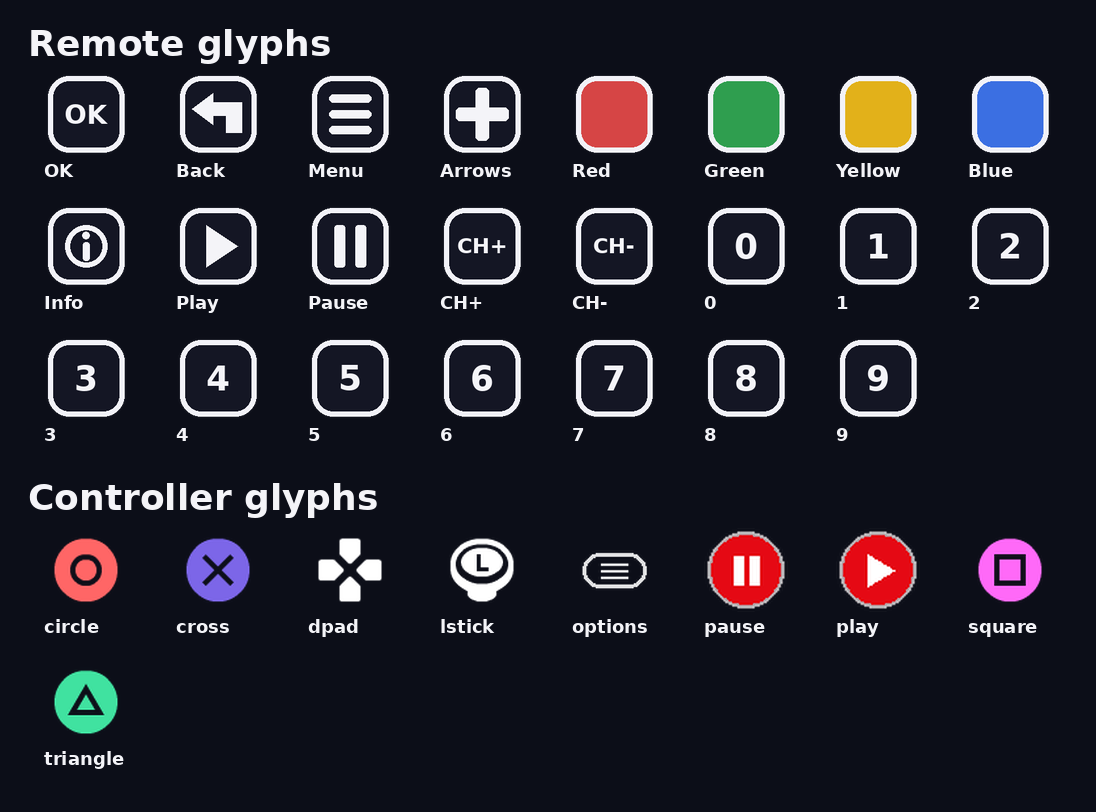 Remote glyphs
OK
OK Back Menu Arrows Red Green Yellow Blue
CH+ CH- 0 1 2
Info Play Pause CH+ CH- 0 1 2
3 4 5 6 7 8 9
3 4 5 6 7 8 9
Controller glyphs
L
circle cross dpad lstick options pause play square
triangle